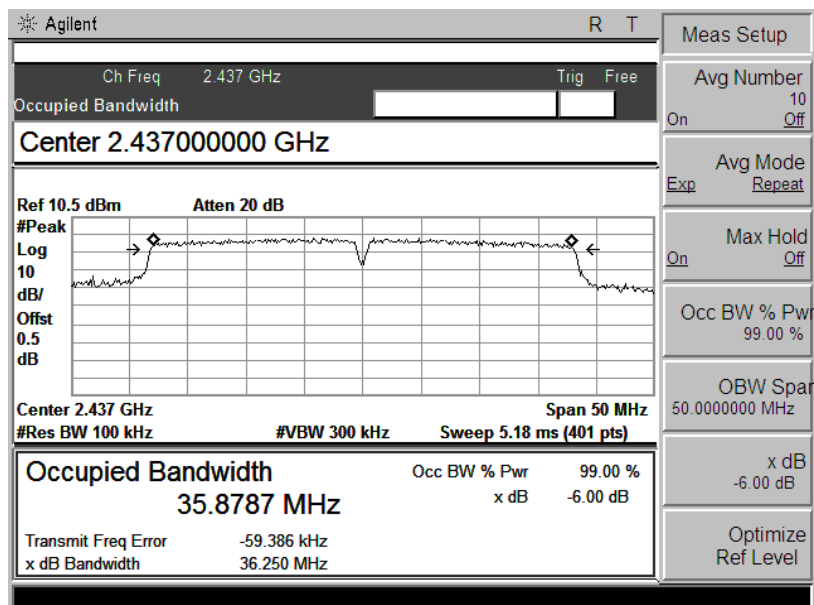 Agilent R T
Ch Freq 2.437 GHz Trig Free
Occupied Bandwidth
Center 2.437000000 GHz
Ref 10.5 dBm Atten 20 dB
#Peak
Log
10
dB/
Offst
0.5
dB
Center 2.437 GHz Span 50 MHz
#Res BW 100 kHz #VBW 300 kHz Sweep 5.18 ms (401 pts)
Occupied Bandwidth Occ BW % Pwr 99.00 %
35.8787 MHz x dB -6.00 dB
Transmit Freq Error -59.386 kHz
x dB Bandwidth 36.250 MHz
Meas Setup
Avg Number
10
On Off
Avg Mode
Exp Repeat
Max Hold
On Off
Occ BW % Pwr
99.00 %
OBW Span
50.0000000 MHz
x dB
-6.00 dB
Optimize
Ref Level